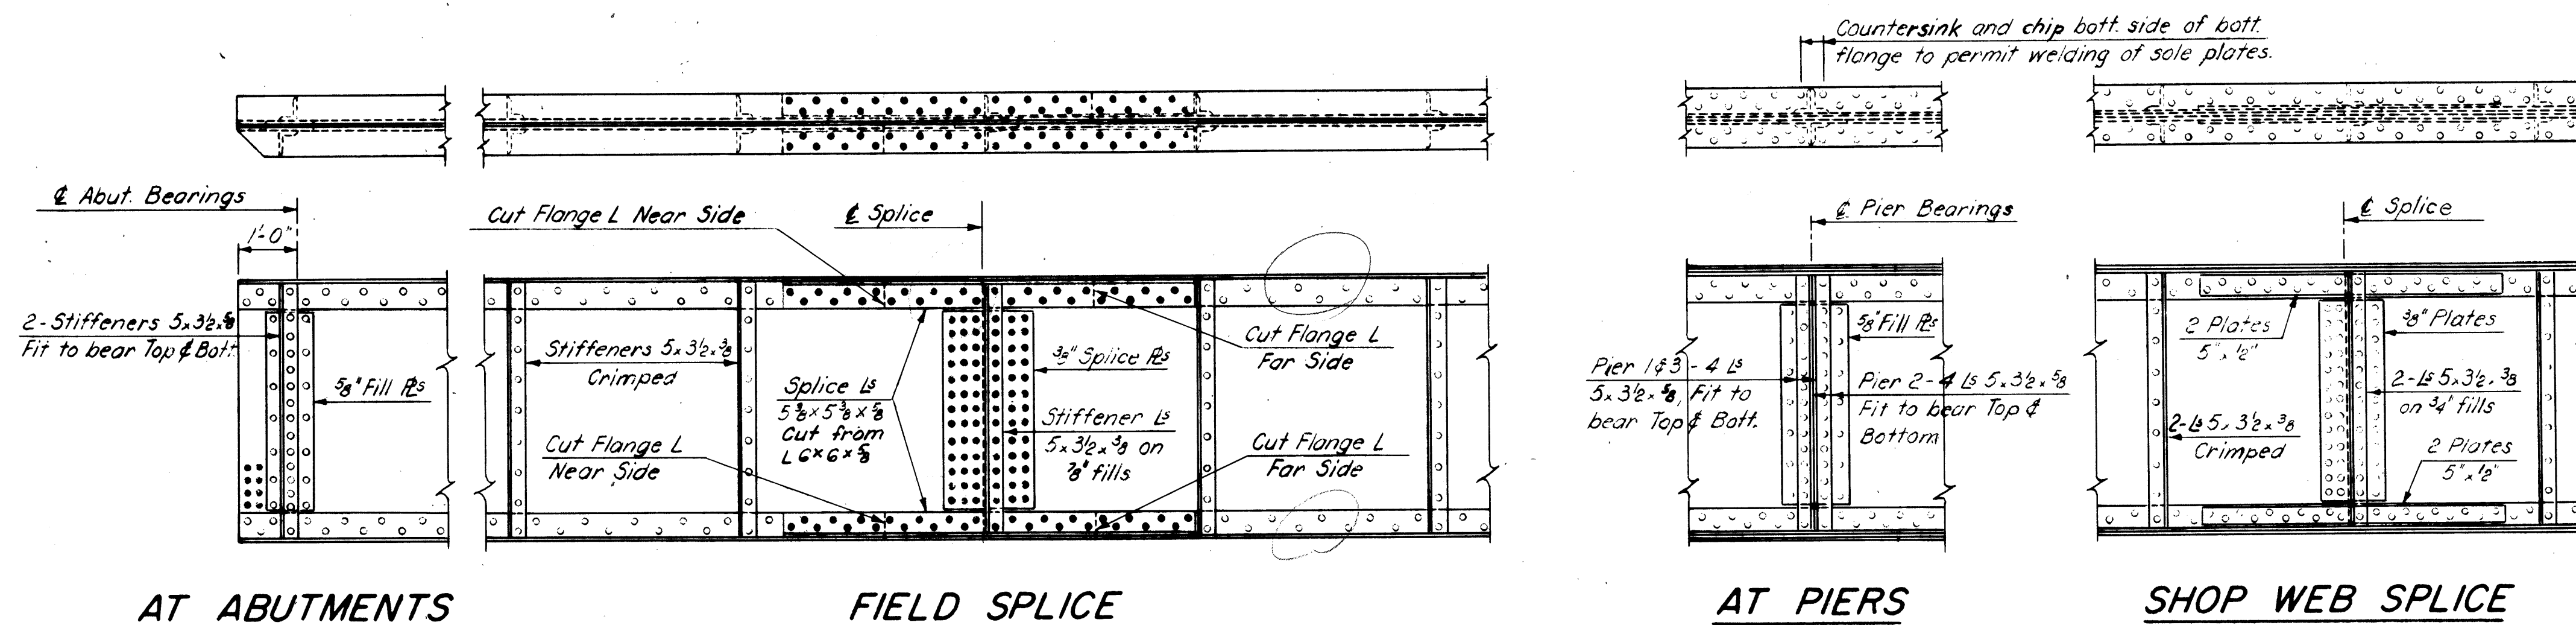 Countersink and chip bott. side of bott.
flange to permit welding of sole plates.
℄ Abut. Bearings
1'-0"
2-Stiffeners 5x3½x⅝
Fit to bear Top & Bott.
⅝" Fill ℙs
AT ABUTMENTS
Cut Flange L Near Side
℄ Splice
Stiffeners 5x3½x⅜
Crimped
Cut Flange L
Near Side
Splice Ls
5⅜x5⅜x⅝
Cut from
L 6x6x⅝
⅜" Splice ℙs
Stiffener Ls
5x3½x⅜ on
⅞" fills
Cut Flange L
Far Side
Cut Flange L
Far Side
FIELD SPLICE
℄ Pier Bearings
⅝" Fill ℙs
Pier 1&3 - 4 Ls
5x3½x⅝, Fit to
bear Top & Bott.
Pier 2-4 Ls 5x3½x⅝
Fit to bear Top &
Bottom
AT PIERS
℄ Splice
2 Plates
5"x½"
⅜" Plates
2-Ls 5x3½x⅜
on ¾" fills
2-Ls 5x3½x⅜
Crimped
2 Plates
5"x½"
SHOP WEB SPLICE